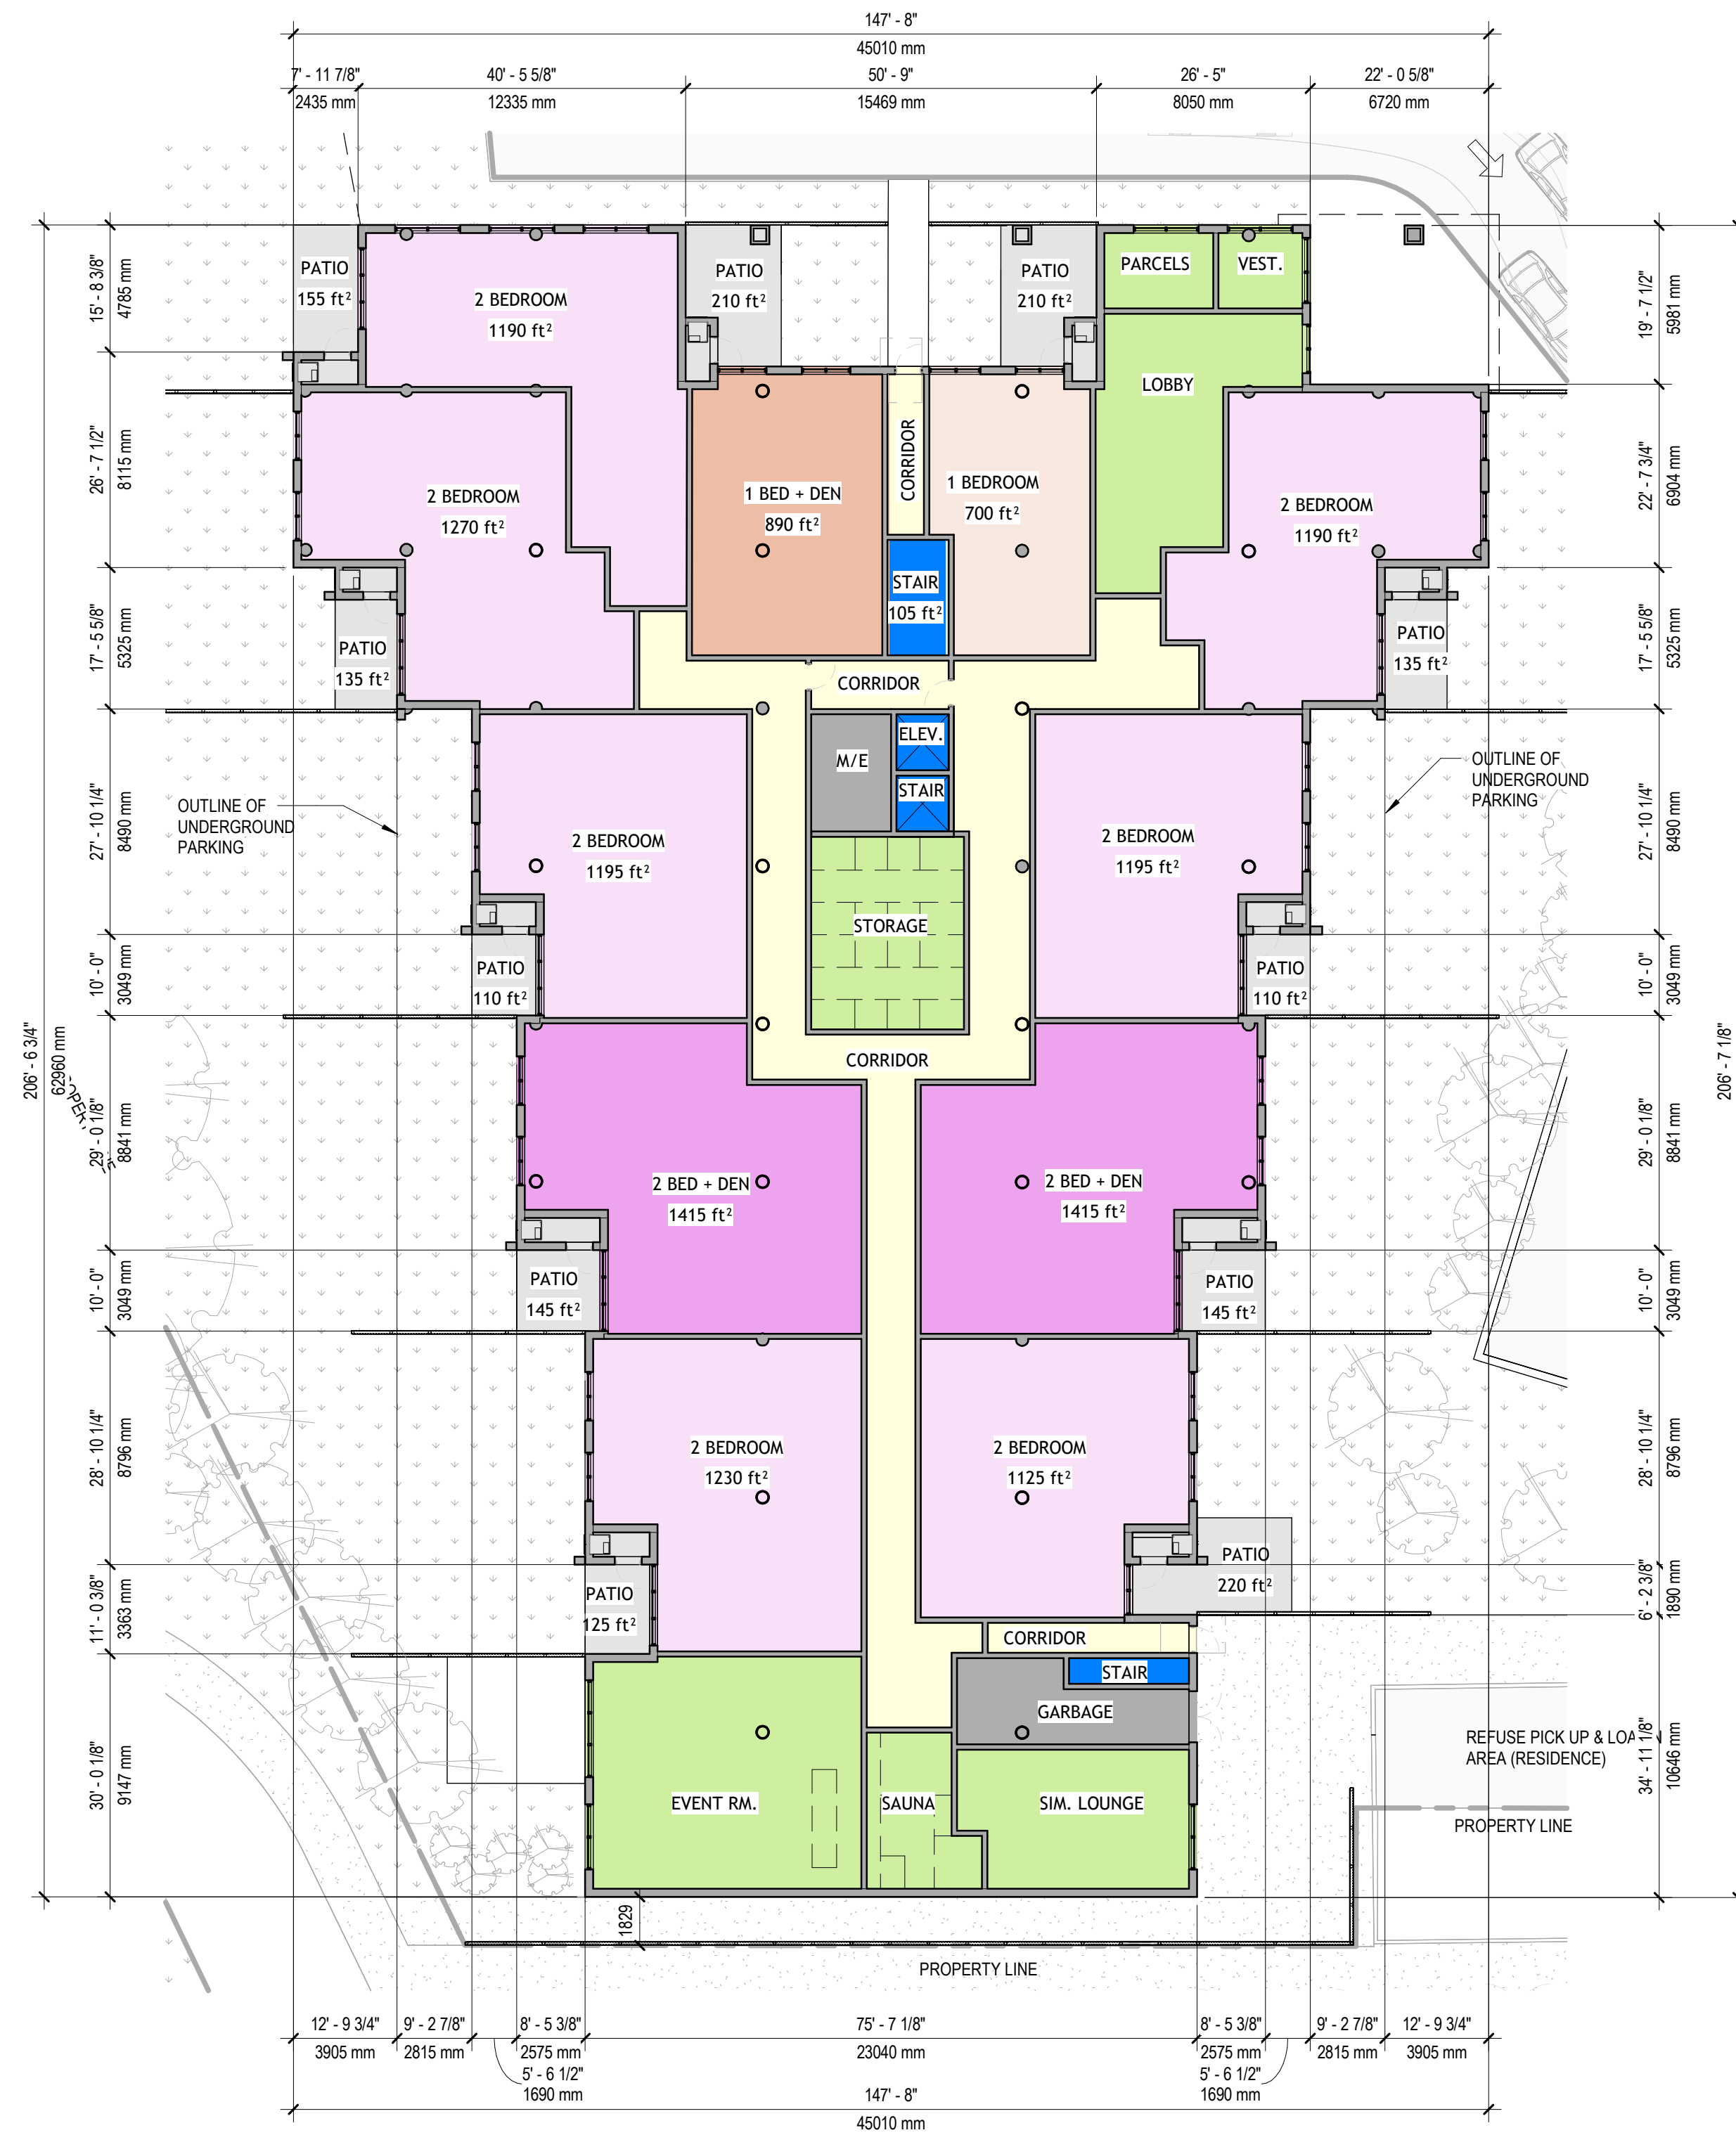 147' - 8"
45010 mm
7' - 11 7/8"
40' - 5 5/8"
50' - 9"
26' - 5"
22' - 0 5/8"
2435 mm
12335 mm
15469 mm
8050 mm
6720 mm
15' - 8 3/8"
4785 mm
26' - 7 1/2"
8115 mm
17' - 5 5/8"
5325 mm
27' - 10 1/4"
8490 mm
10' - 0"
3049 mm
29' - 0 1/8"
8841 mm
10' - 0"
3049 mm
28' - 10 1/4"
8796 mm
11' - 0 3/8"
3363 mm
30' - 0 1/8"
9147 mm
206' - 6 3/4"
62960 mm
PATIO
155 ft²
2 BEDROOM
1190 ft²
PATIO
210 ft²
PATIO
210 ft²
PARCELS
VEST.
LOBBY
2 BEDROOM
1270 ft²
1 BED + DEN
890 ft²
CORRIDOR
1 BEDROOM
700 ft²
2 BEDROOM
1190 ft²
STAIR
105 ft²
PATIO
135 ft²
PATIO
135 ft²
CORRIDOR
M/E
ELEV.
STAIR
OUTLINE OF
UNDERGROUND
PARKING
OUTLINE OF
UNDERGROUND
PARKING
2 BEDROOM
1195 ft²
2 BEDROOM
1195 ft²
STORAGE
PATIO
110 ft²
PATIO
110 ft²
CORRIDOR
2 BED + DEN
1415 ft²
2 BED + DEN
1415 ft²
PATIO
145 ft²
PATIO
145 ft²
2 BEDROOM
1230 ft²
2 BEDROOM
1125 ft²
PATIO
125 ft²
PATIO
220 ft²
CORRIDOR
STAIR
GARBAGE
EVENT RM.
SAUNA
SIM. LOUNGE
REFUSE PICK UP &
AREA (RESIDENCE)
PROPERTY LINE
1829
PROPERTY LINE
19' - 7 1/2"
5981 mm
22' - 7 3/4"
6904 mm
17' - 5 5/8"
5325 mm
27' - 10 1/4"
8490 mm
10' - 0"
3049 mm
29' - 0 1/8"
8841 mm
10' - 0"
3049 mm
28' - 10 1/4"
8796 mm
6' - 2 3/8"
1890 mm
34' - 11 1/8"
10646 mm
206' - 7 1/8"
12' - 9 3/4"
9' - 2 7/8"
8' - 5 3/8"
75' - 7 1/8"
8' - 5 3/8"
9' - 2 7/8"
12' - 9 3/4"
3905 mm
2815 mm
2575 mm
23040 mm
2575 mm
2815 mm
3905 mm
5' - 6 1/2"
1690 mm
5' - 6 1/2"
1690 mm
147' - 8"
45010 mm